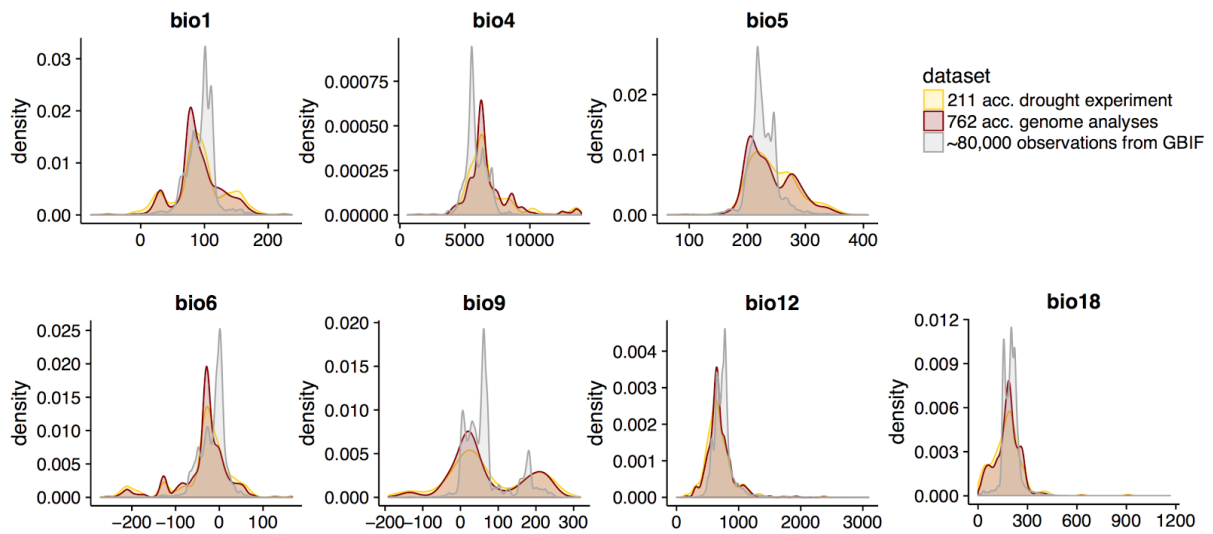 bio1
density
0.03
0.02
0.01
0.00
0 100 200
bio4
density
0.00075
0.00050
0.00025
0.00000
0 5000 10000
bio5
density
0.02
0.01
0.00
100 200 300 400
dataset
211 acc. drought experiment
762 acc. genome analyses
~80,000 observations from GBIF
bio6
density
0.025
0.020
0.015
0.010
0.005
0.000
−200 −100 0 100
bio9
density
0.020
0.015
0.010
0.005
0.000
−200 −100 0 100 200 300
bio12
density
0.004
0.003
0.002
0.001
0.000
0 1000 2000 3000
bio18
density
0.012
0.009
0.006
0.003
0.000
0 300 600 900 1200